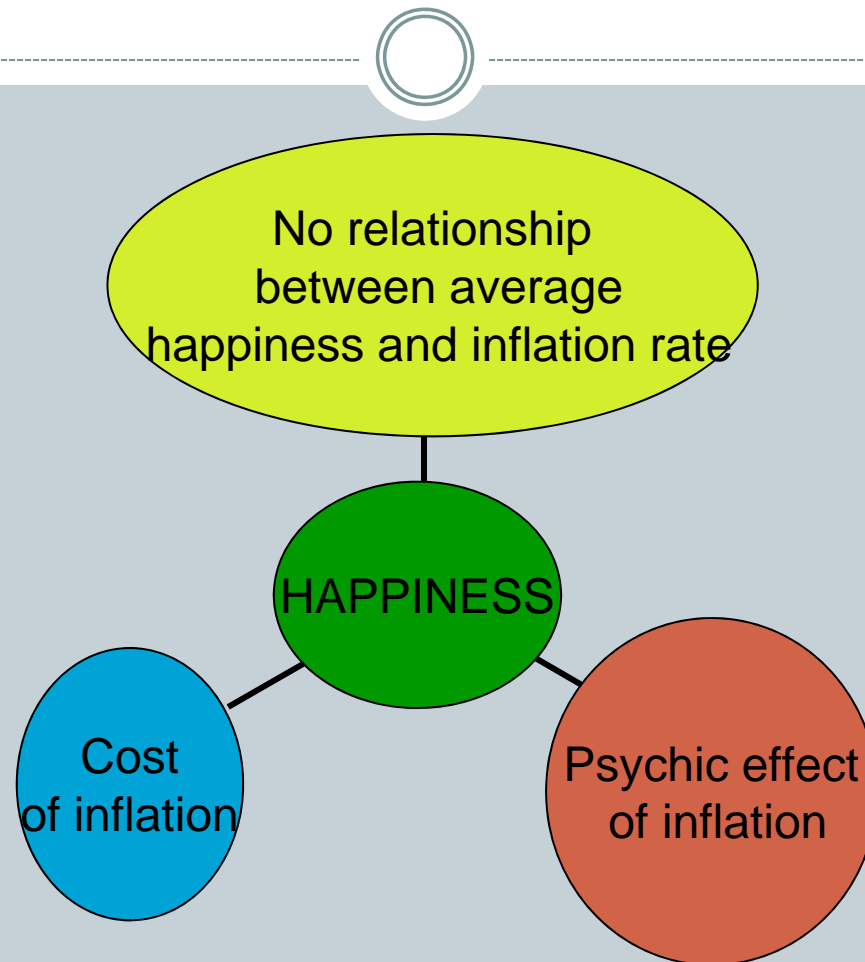 No relationship
between average
happiness and inflation rate
HAPPINESS
Cost
of inflation
Psychic effect
of inflation